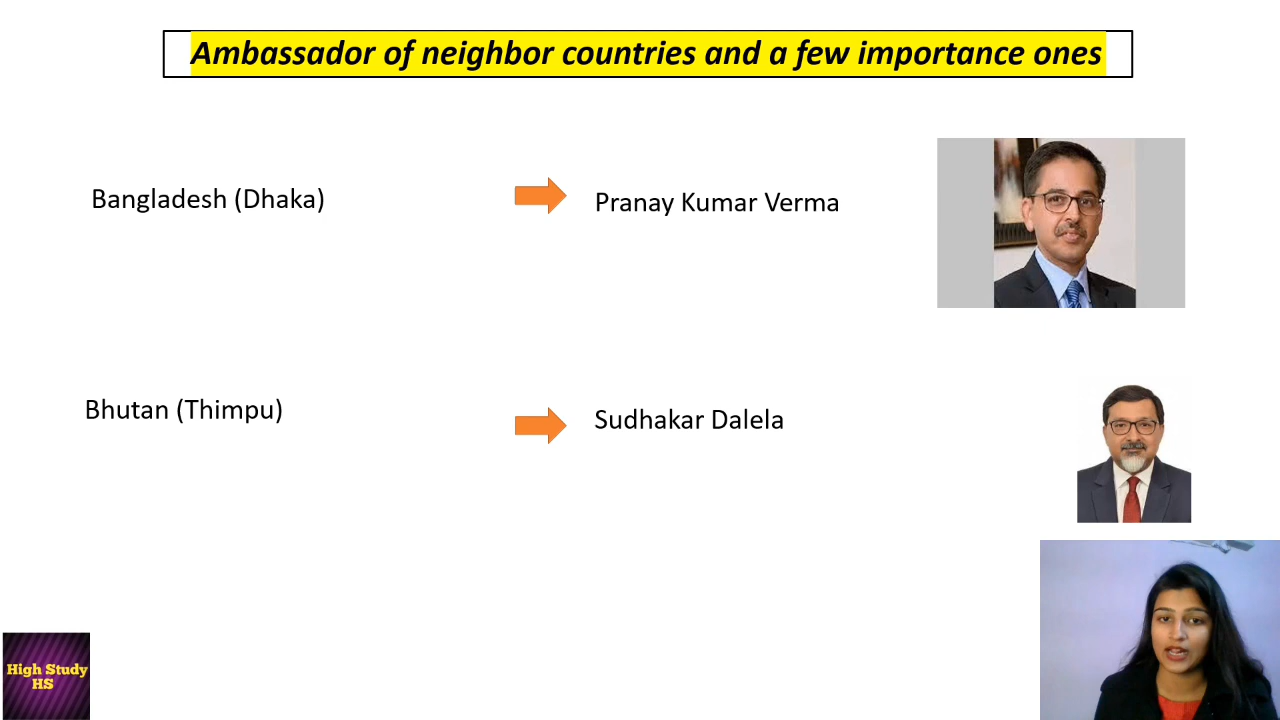 Ambassador of neighbor countries and a few importance ones
Bangladesh (Dhaka)
Pranay Kumar Verma
Bhutan (Thimpu)
Sudhakar Dalela
High Study
HS